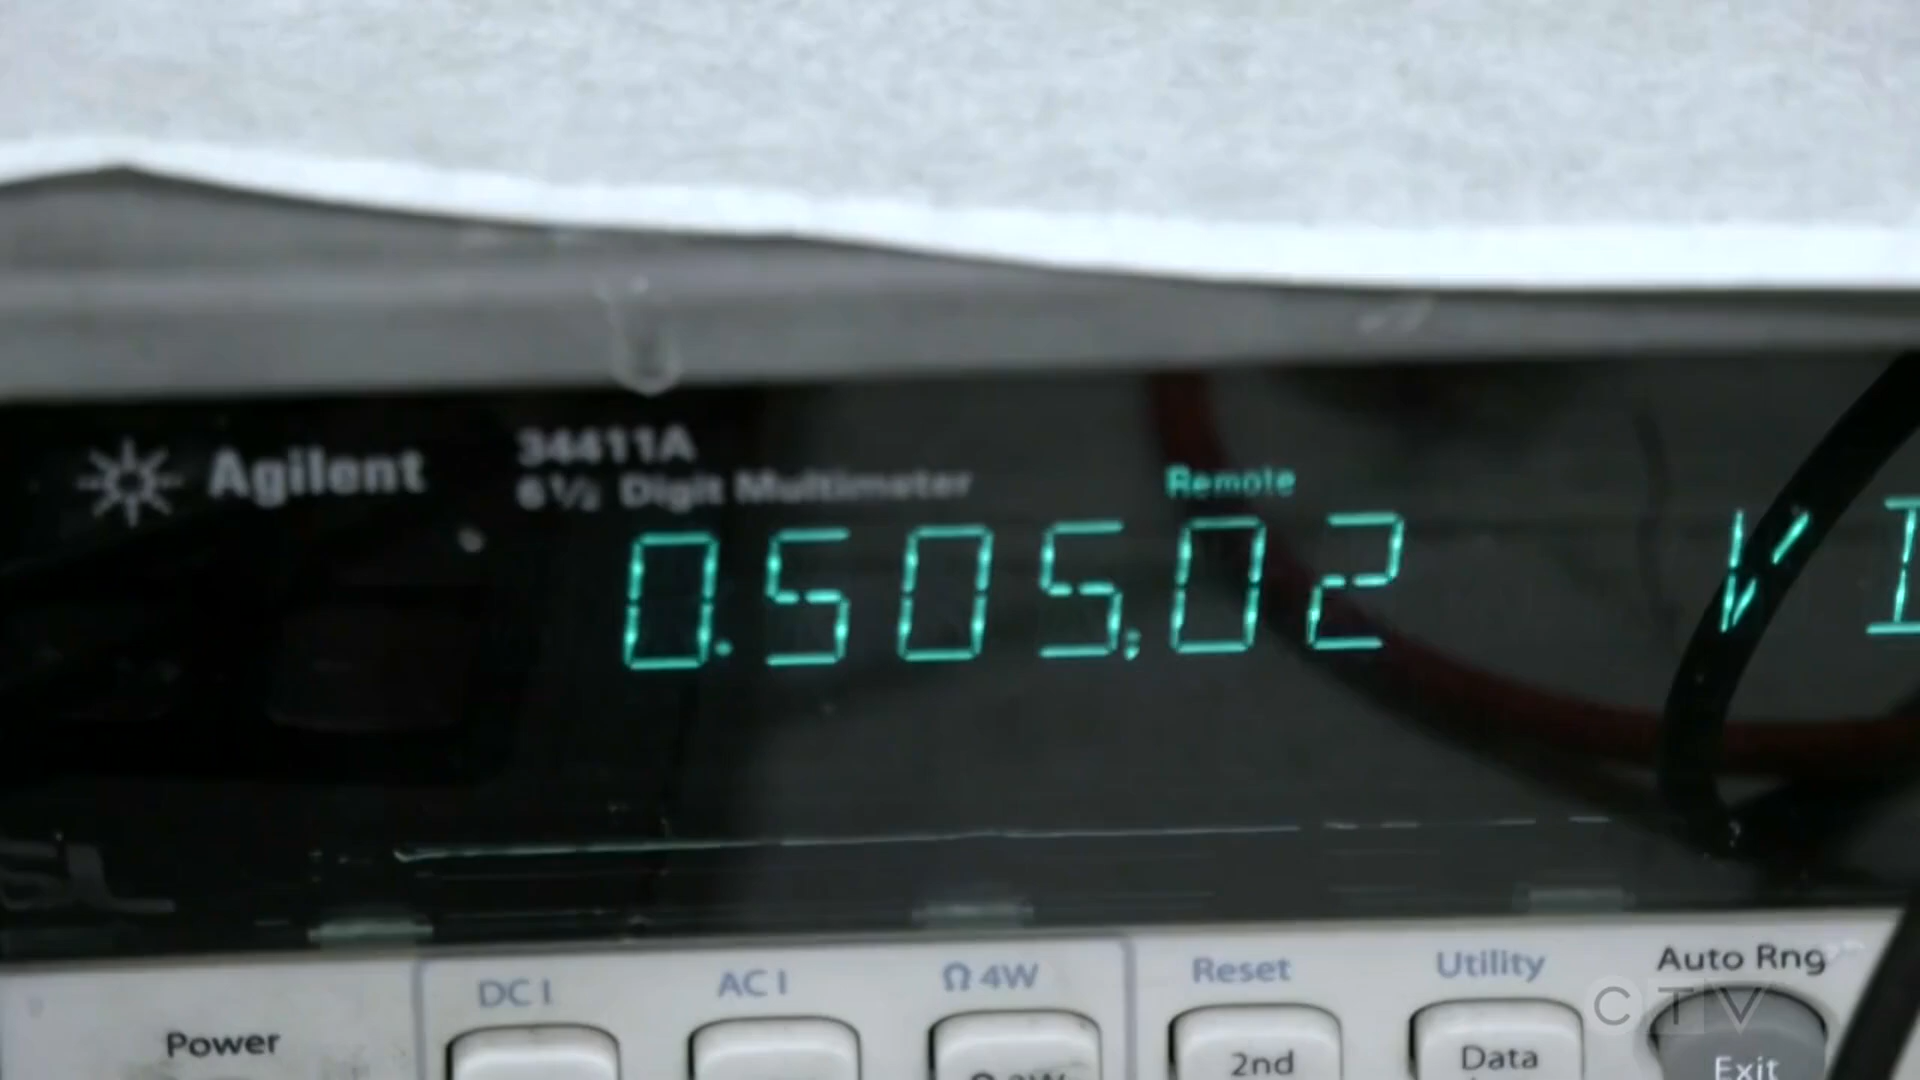 Agilent
34411A
6½ Digit Multimeter
Remote
0.505,02 V D
DC I
AC I
Ω 4W
Reset
Utility
Auto Rng
Power
2nd
Data
Exit
CTV